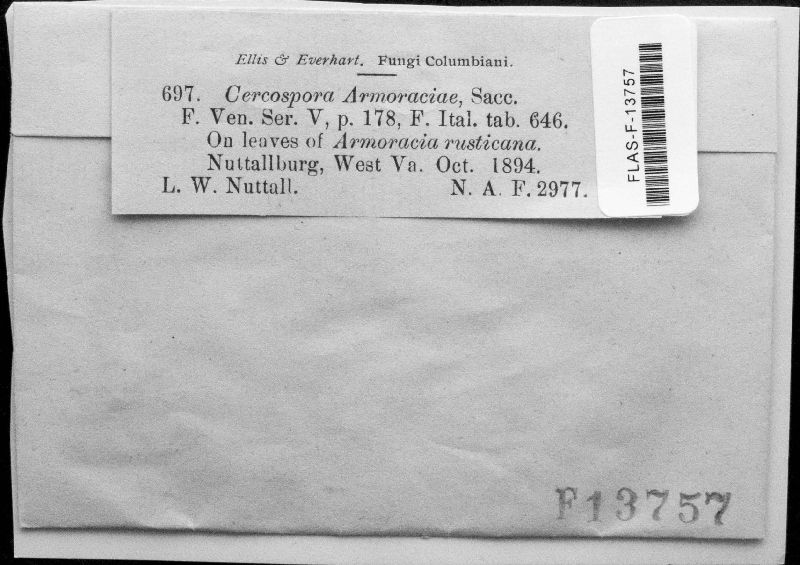 Ellis & Everhart. Fungi Columbiani.
697. Cercospora Armoraciae, Sacc.
F. Ven. Ser. V, p. 178, F. Ital. tab. 646.
On leaves of Armoracia rusticana.
Nuttallburg, West Va. Oct. 1894.
L. W. Nuttall. N. A. F. 2977.
FLAS-F-13757
F13757